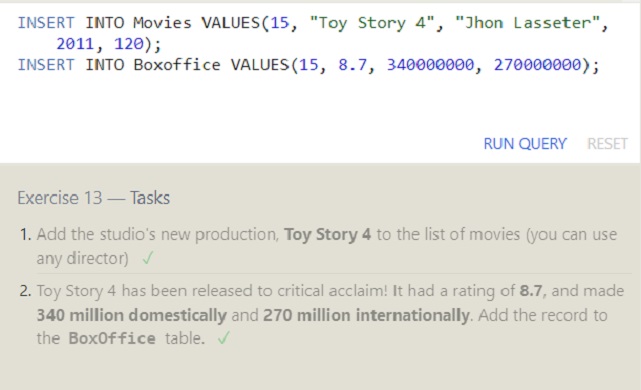 INSERT INTO Movies VALUES(15, "Toy Story 4", "Jhon Lasseter",
2011, 120);
INSERT INTO Boxoffice VALUES(15, 8.7, 340000000, 270000000);
RUN QUERY RESET
Exercise 13 — Tasks
1. Add the studio's new production, Toy Story 4 to the list of movies (you can use
any director) ✓
2. Toy Story 4 has been released to critical acclaim! It had a rating of 8.7, and made
340 million domestically and 270 million internationally. Add the record to
the BoxOffice table. ✓